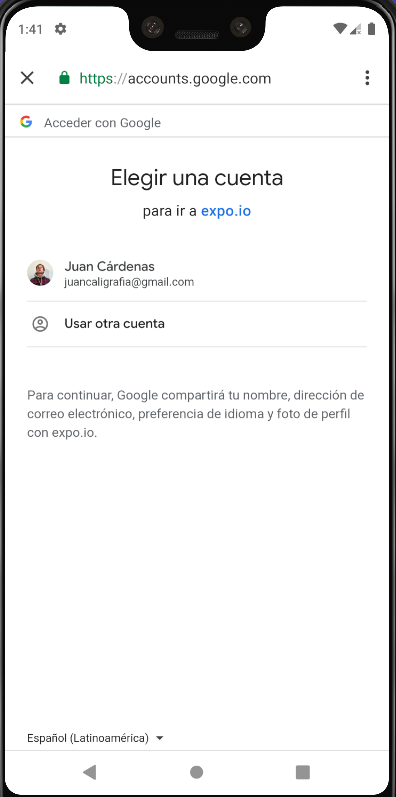 1:41
https://accounts.google.com
Acceder con Google
Elegir una cuenta
para ir a expo.io
Juan Cárdenas
juancaligrafia@gmail.com
Usar otra cuenta
Para continuar, Google compartirá tu nombre, dirección de
correo electrónico, preferencia de idioma y foto de perfil
con expo.io.
Español (Latinoamérica)